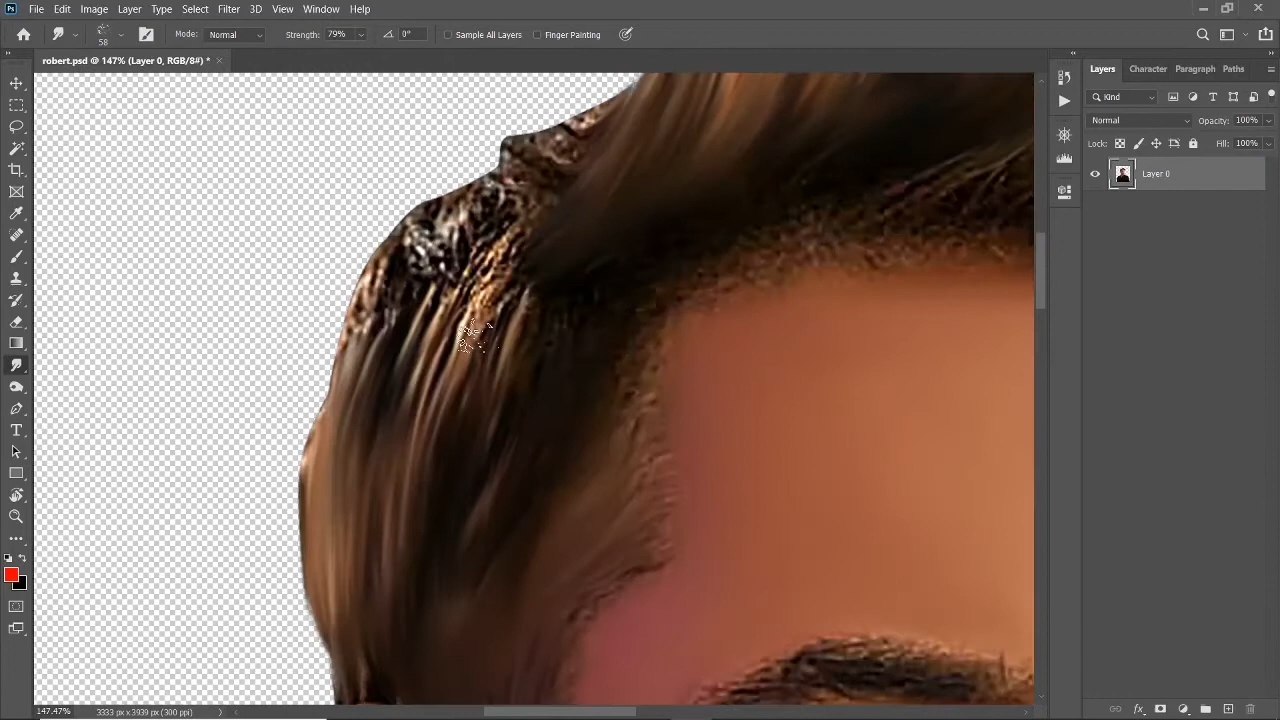 Ps File Edit Image Layer Type Select Filter 3D View Window Help
58 Mode: Normal Strength: 79% 0° Sample All Layers Finger Painting
robert.psd @ 147% (Layer 0, RGB/8#) *
Layers Character Paragraph Paths
Kind
Normal Opacity: 100%
Lock: Fill: 100%
Layer 0
147.47% 3333 px x 3939 px (300 ppi)